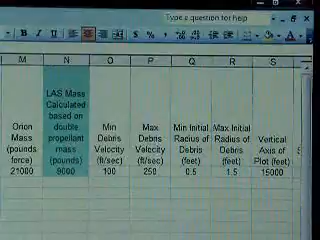 Type a question for help
B I U $ % ,
M N O P Q R S
Orion Mass (pounds force)
LAS Mass Calculated based on double propellant mass (pounds)
Min Debris Velocity (ft/sec)
Max Debris Velocity (ft/sec)
Min Initial Radius of Debris (feet)
Max Initial Radius of Debris (feet)
Vertical Axis of Plot (feet)
21000 9000 100 250 0.5 1.5 15000